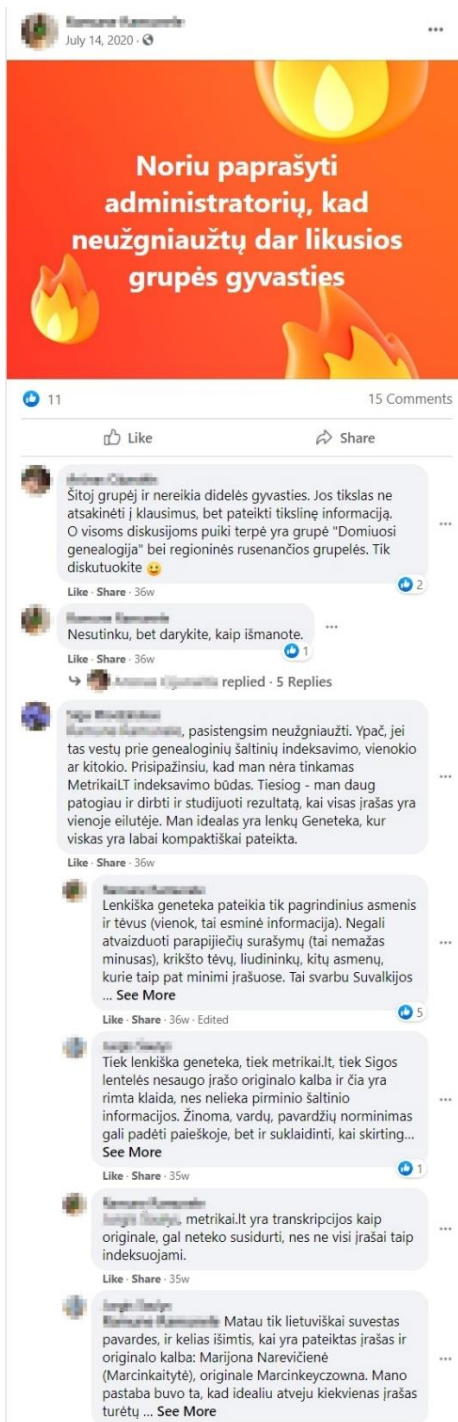 July 14, 2020 ·
Noriu paprašyti
administratorių, kad
neužgniaužtų dar likusios
grupės gyvasties
11
15 Comments
Like
Share
Šitoj grupėj ir nereikia didelės gyvasties. Jos tikslas ne
atsakinėti į klausimus, bet pateikti tikslinę informaciją.
O visoms diskusijoms puiki terpė yra grupė "Domiuosi
genealogija" bei regioninės rusenančios grupelės. Tik
diskutuokite
2
Like · Share · 36w
Nesutinku, bet darykite, kaip išmanote.
1
Like · Share · 36w
replied · 5 Replies
, pasistengsim neužgniaužti. Ypač, jei
tas vestų prie genealoginių šaltinių indeksavimo, vienokio
ar kitokio. Prisipažinsiu, kad man nėra tinkamas
MetrikaiLT indeksavimo būdas. Tiesiog - man daug
patogiau ir dirbti ir studijuoti rezultatą, kai visas įrašas yra
vienoje eilutėje. Man idealas yra lenkų Geneteka, kur
viskas yra labai kompaktiškai pateikta.
Like · Share · 36w
Lenkiška geneteka pateikia tik pagrindinius asmenis
ir tėvus (vienok, tai esminė informacija). Negali
atvaizduoti parapijiečių surašymų (tai nemažas
minusas), krikšto tėvų, liudininkų, kitų asmenų,
kurie taip pat minimi įrašuose. Tai svarbu Suvalkijos
... See More
5
Like · Share · 36w · Edited
Tiek lenkiška geneteka, tiek metrikai.lt, tiek Sigos
lentelės nesaugo įrašo originalo kalba ir čia yra
rimta klaida, nes nelieka pirminio šaltinio
informacijos. Žinoma, vardų, pavardžių norminimas
gali padėti paieškoje, bet ir suklaidinti, kai skirting...
See More
1
Like · Share · 35w
, metrikai.lt yra transkripcijos kaip
originale, gal neteko susidurti, nes ne visi įrašai taip
indeksuojami.
Like · Share · 35w
Matau tik lietuviškai suvestas
pavardes, ir kelias išimtis, kai yra pateiktas įrašas ir
originalo kalba: Marijona Narevičienė
(Marcinkaitytė), originale Marcinkeyczowna. Mano
pastaba buvo ta, kad idealiu atveju kiekvienas įrašas
turėtų ... See More